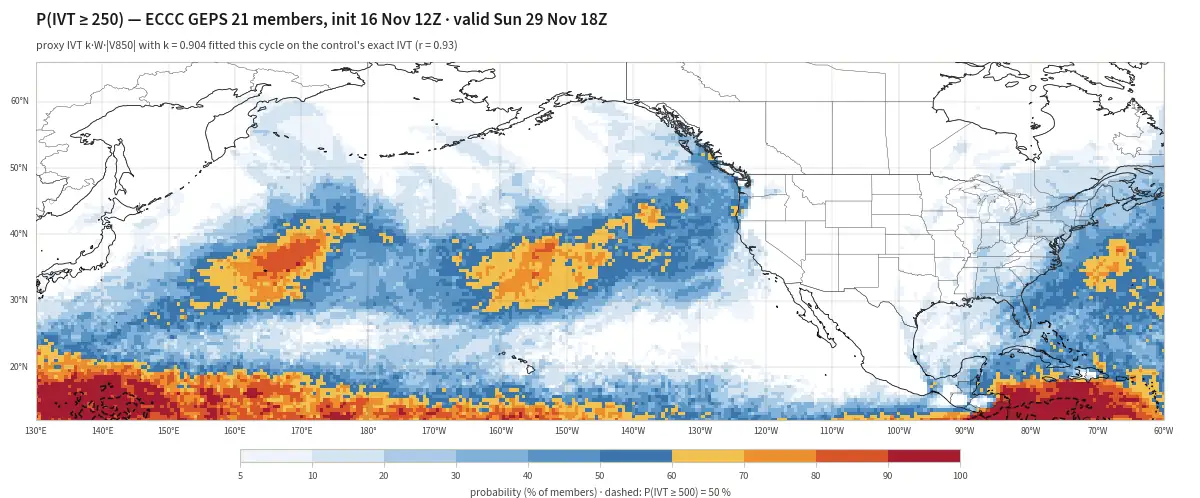 P(IVT ≥ 250) — ECCC GEPS 21 members, init 16 Nov 12Z · valid Sun 29 Nov 18Z
proxy IVT k·W·|V850| with k = 0.904 fitted this cycle on the control's exact IVT (r = 0.93)
60°N
50°N
40°N
30°N
20°N
130°E 140°E 150°E 160°E 170°E 180° 170°W 160°W 150°W 140°W 130°W 120°W 110°W 100°W 90°W 80°W 70°W 60°W
5 10 20 30 40 50 60 70 80 90 100
probability (% of members) · dashed: P(IVT ≥ 500) = 50 %